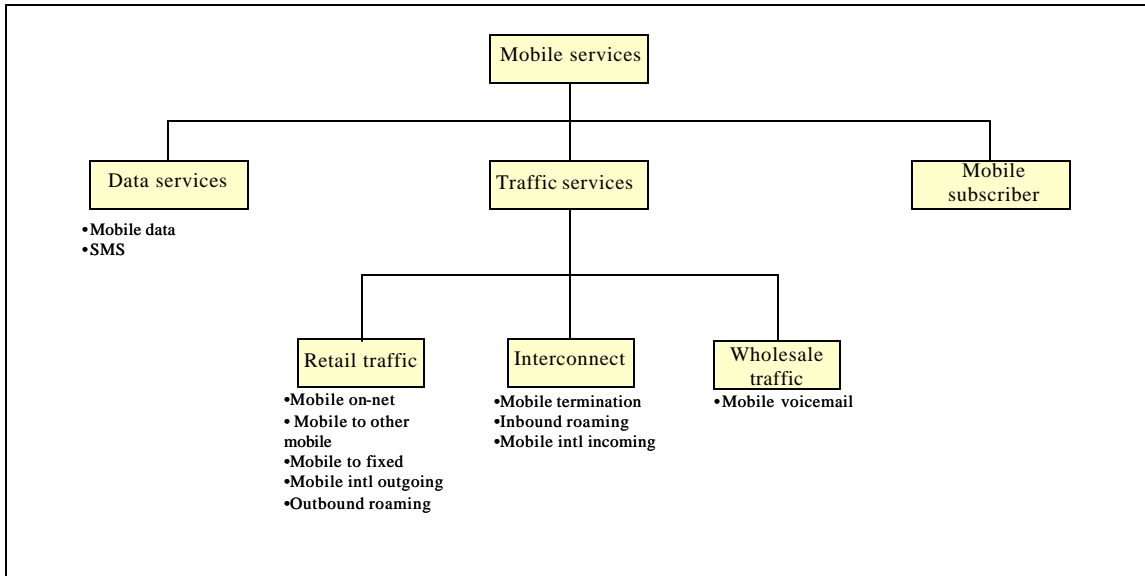 Mobile services
Data services
Traffic services
Mobile
subscriber
•Mobile data
•SMS
Retail traffic
Interconnect
Wholesale
traffic
•Mobile on-net
• Mobile to other
mobile
•Mobile to fixed
•Mobile intl outgoing
•Outbound roaming
•Mobile termination
•Inbound roaming
•Mobile intl incoming
•Mobile voicemail